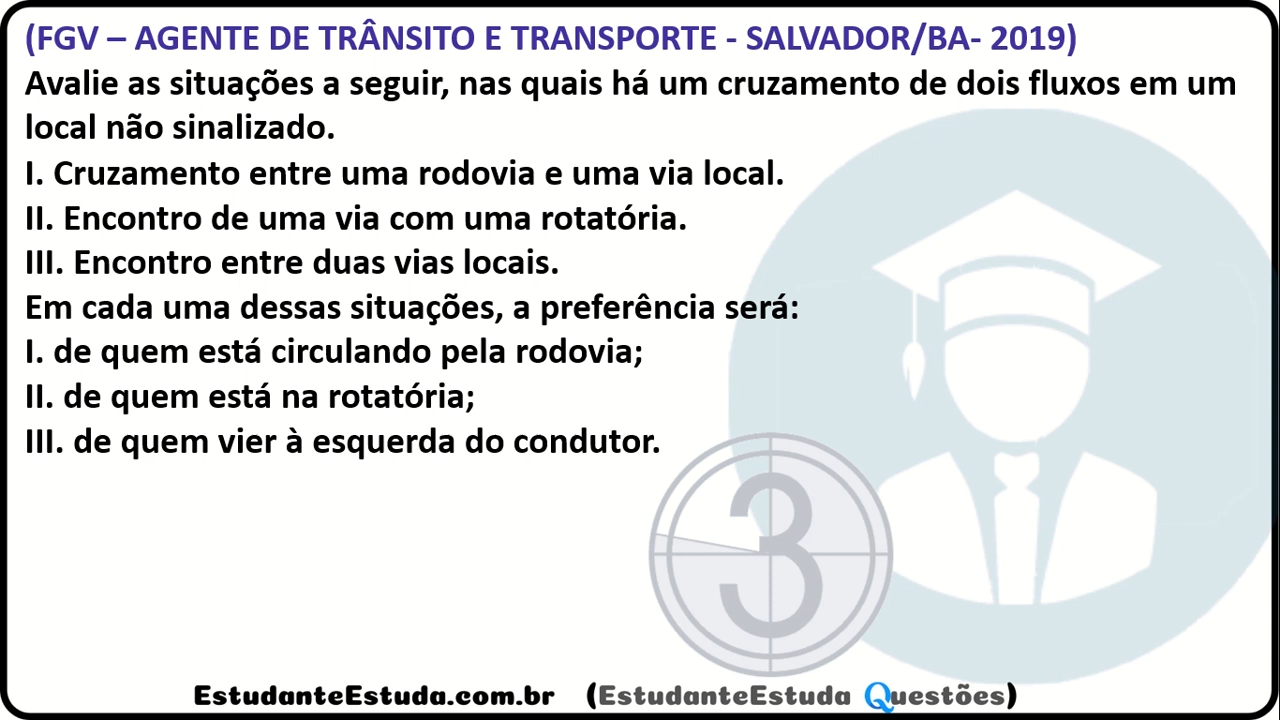 (FGV – AGENTE DE TRÂNSITO E TRANSPORTE - SALVADOR/BA- 2019)
Avalie as situações a seguir, nas quais há um cruzamento de dois fluxos em um
local não sinalizado.
I. Cruzamento entre uma rodovia e uma via local.
II. Encontro de uma via com uma rotatória.
III. Encontro entre duas vias locais.
Em cada uma dessas situações, a preferência será:
I. de quem está circulando pela rodovia;
II. de quem está na rotatória;
III. de quem vier à esquerda do condutor.
3
EstudanteEstuda.com.br (EstudanteEstuda Questões)